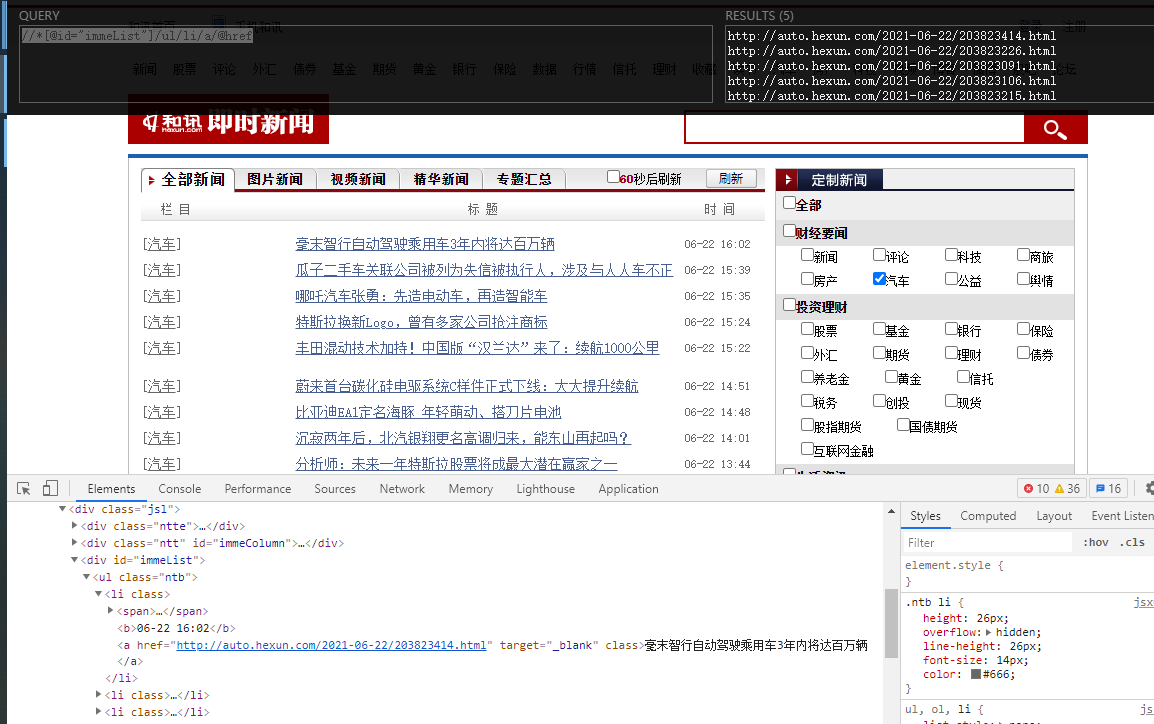 QUERY
//*[@id="immeList"]/ul/li/a/@href
RESULTS (5)
http://auto.hexun.com/2021-06-22/203823414.html
http://auto.hexun.com/2021-06-22/203823226.html
http://auto.hexun.com/2021-06-22/203823091.html
http://auto.hexun.com/2021-06-22/203823106.html
http://auto.hexun.com/2021-06-22/203823215.html
手机和讯
注册
新闻 股票 评论 外汇 债券 基金 期货 黄金 银行 保险 数据 行情 信托 理财 收藏
和讯 hexun.com 即时新闻
全部新闻 图片新闻 视频新闻 精华新闻 专题汇总 60秒后刷新 刷新
栏 目 标 题 时 间
[汽车] 毫末智行自动驾驶乘用车3年内将达百万辆 06-22 16:02
[汽车] 瓜子二手车关联公司被列为失信被执行人，涉及与人人车不正 06-22 15:39
[汽车] 哪吒汽车张勇：先造电动车，再造智能车 06-22 15:35
[汽车] 特斯拉换新Logo，曾有多家公司抢注商标 06-22 15:24
[汽车] 丰田混动技术加持！中国版“汉兰达”来了：续航1000公里 06-22 15:22
[汽车] 蔚来首台碳化硅电驱系统C样件正式下线：大大提升续航 06-22 14:51
[汽车] 比亚迪EA1定名海豚 年轻萌动、搭刀片电池 06-22 14:48
[汽车] 沉寂两年后，北汽银翔更名高调归来，能东山再起吗？ 06-22 14:01
[汽车] 分析师：未来一年特斯拉股票将成最大潜在赢家之一 06-22 13:44
定制新闻
全部
财经要闻
新闻 评论 科技 商旅
房产 汽车 公益 舆情
投资理财
股票 基金 银行 保险
外汇 期货 理财 债券
养老金 黄金 信托
税务 创投 现货
股指期货 国债期货
互联网金融
Elements Console Performance Sources Network Memory Lighthouse Application 10 36 16
<div class="jsl">
<div class="ntte">…</div>
<div class="ntt" id="immeColumn">…</div>
<div id="immeList">
<ul class="ntb">
<li class>
<span>…</span>
<b>06-22 16:02</b>
<a href="http://auto.hexun.com/2021-06-22/203823414.html" target="_blank" class>毫末智行自动驾驶乘用车3年内将达百万辆
</a>
</li>
<li class>…</li>
<li class>…</li>
Styles Computed Layout Event Listen
Filter :hov .cls
element.style {
}
.ntb li { jsx
height: 26px;
overflow: hidden;
line-height: 26px;
font-size: 14px;
color: #666;
}
ul, ol, li { js